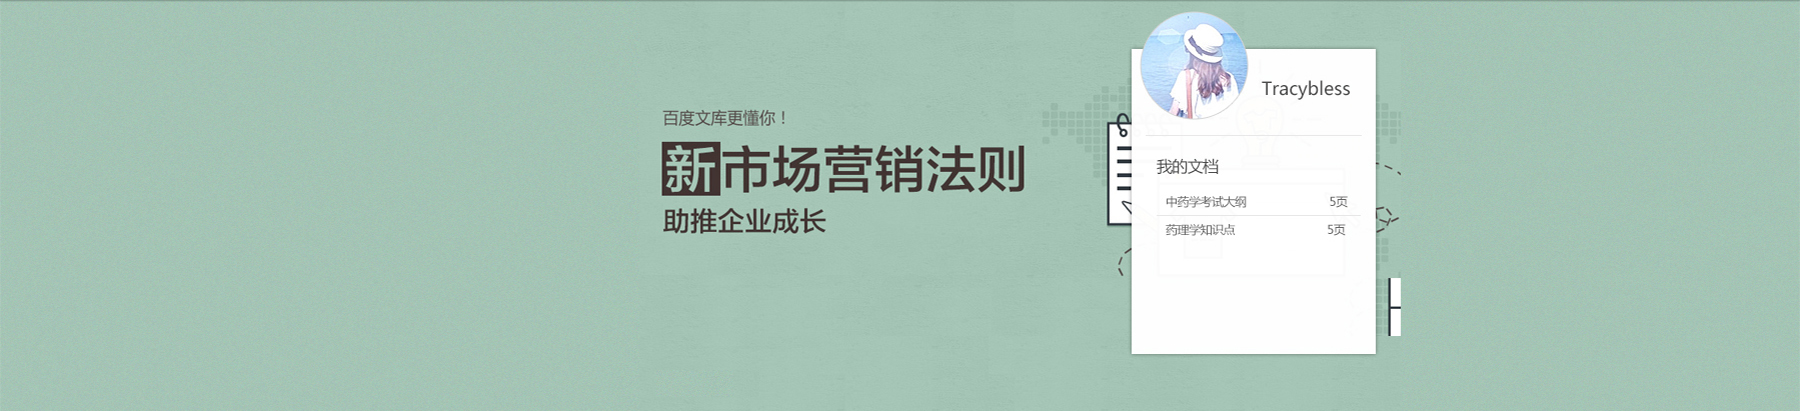 百度文库更懂你！
新市场营销法则
助推企业成长
Tracybless
我的文档
中药学考试大纲 5页
药理学知识点 5页